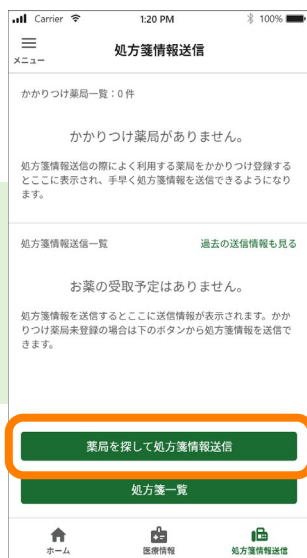 Carrier 1:20 PM 100%
メニュー 処方箋情報送信
かかりつけ薬局一覧：0 件
かかりつけ薬局がありません。
処方箋情報送信の際によく利用する薬局をかかりつけ登録する
とここに表示され、手早く処方箋情報を送信できるようになり
ます。
処方箋情報送信一覧 過去の送信情報も見る
お薬の受取予定はありません。
処方箋情報を送信するとここに送信情報が表示されます。かか
りつけ薬局未登録の場合は下のボタンから処方箋情報を送信で
きます。
薬局を探して処方箋情報送信
処方箋一覧
ホーム 医療情報 処方箋情報送信